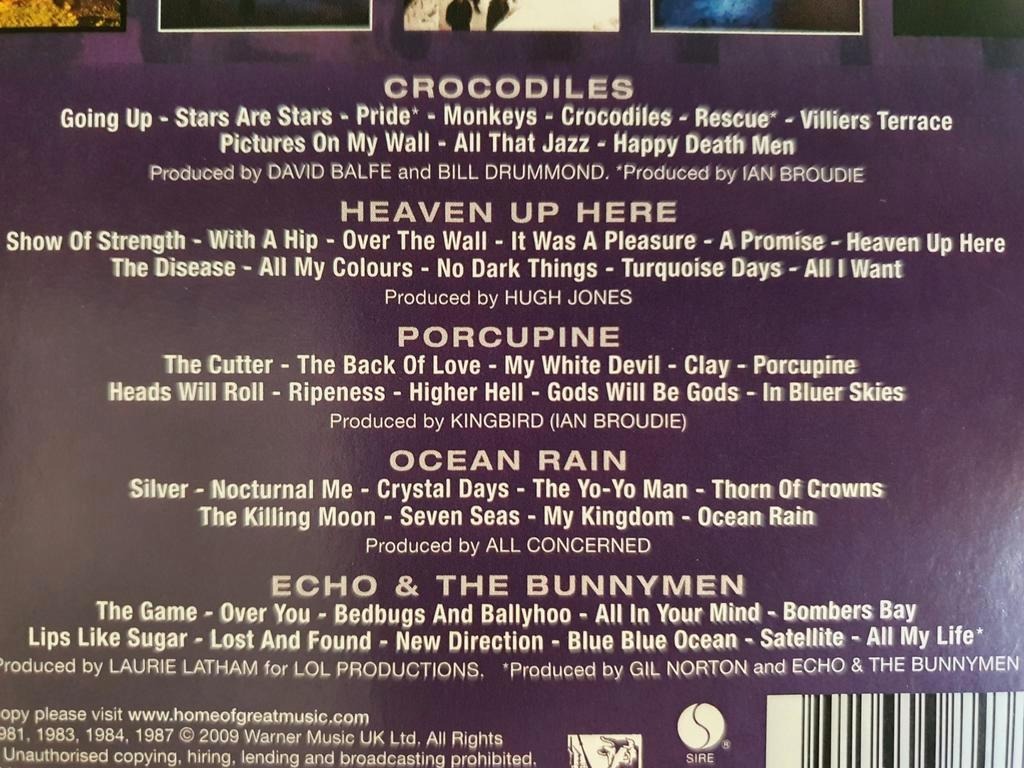 CROCODILES
Going Up - Stars Are Stars - Pride* - Monkeys - Crocodiles - Rescue* - Villiers Terrace
Pictures On My Wall - All That Jazz - Happy Death Men
Produced by DAVID BALFE and BILL DRUMMOND. *Produced by IAN BROUDIE
HEAVEN UP HERE
Show Of Strength - With A Hip - Over The Wall - It Was A Pleasure - A Promise - Heaven Up Here
The Disease - All My Colours - No Dark Things - Turquoise Days - All I Want
Produced by HUGH JONES
PORCUPINE
The Cutter - The Back Of Love - My White Devil - Clay - Porcupine
Heads Will Roll - Ripeness - Higher Hell - Gods Will Be Gods - In Bluer Skies
Produced by KINGBIRD (IAN BROUDIE)
OCEAN RAIN
Silver - Nocturnal Me - Crystal Days - The Yo-Yo Man - Thorn Of Crowns
The Killing Moon - Seven Seas - My Kingdom - Ocean Rain
Produced by ALL CONCERNED
ECHO & THE BUNNYMEN
The Game - Over You - Bedbugs And Ballyhoo - All In Your Mind - Bombers Bay
Lips Like Sugar - Lost And Found - New Direction - Blue Blue Ocean - Satellite - All My Life*
Produced by LAURIE LATHAM for LOL PRODUCTIONS. *Produced by GIL NORTON and ECHO & THE BUNNYMEN
opy please visit www.homeofgreatmusic.com
981, 1983, 1984, 1987 © 2009 Warner Music UK Ltd. All Rights
Unauthorised copying, hiring, lending and broadcasting prohibited.
SIRE ®